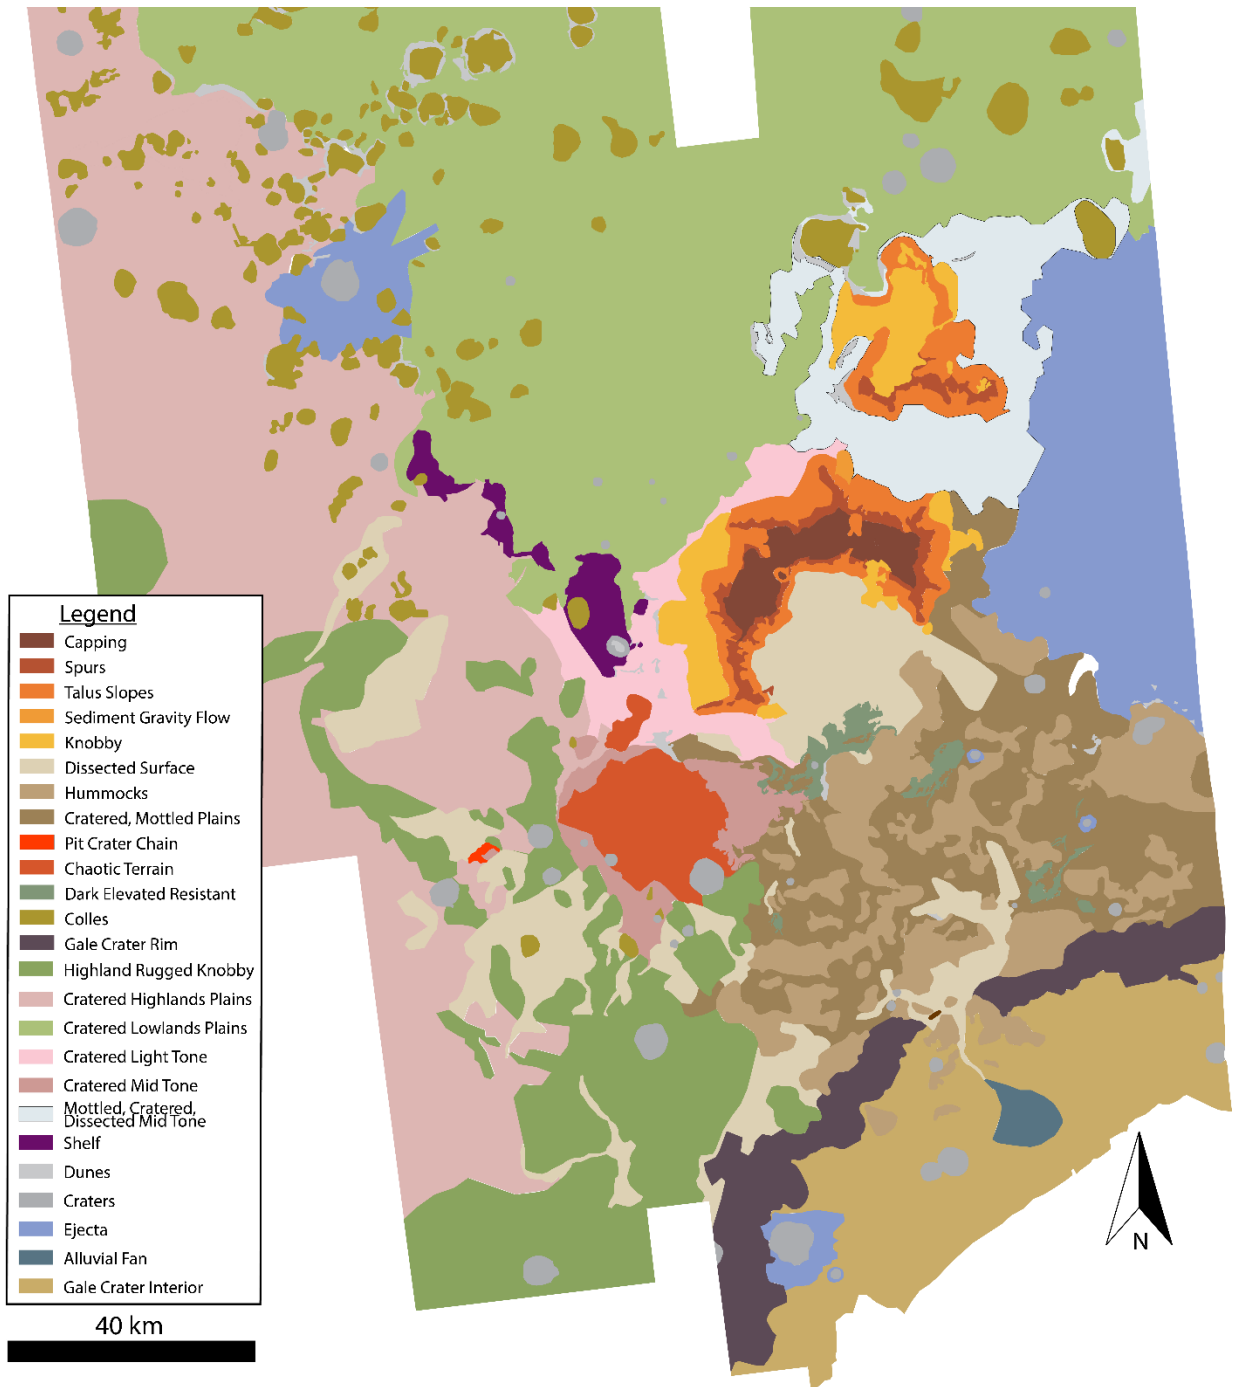 Legend
Capping
Spurs
Talus Slopes
Sediment Gravity Flow
Knobby
Dissected Surface
Hummocks
Cratered, Mottled Plains
Pit Crater Chain
Chaotic Terrain
Dark Elevated Resistant
Colles
Gale Crater Rim
Highland Rugged Knobby
Cratered Highlands Plains
Cratered Lowlands Plains
Cratered Light Tone
Cratered Mid Tone
Mottled, Cratered,
Dissected Mid Tone
Shelf
Dunes
Craters
Ejecta
Alluvial Fan
Gale Crater Interior
40 km
N